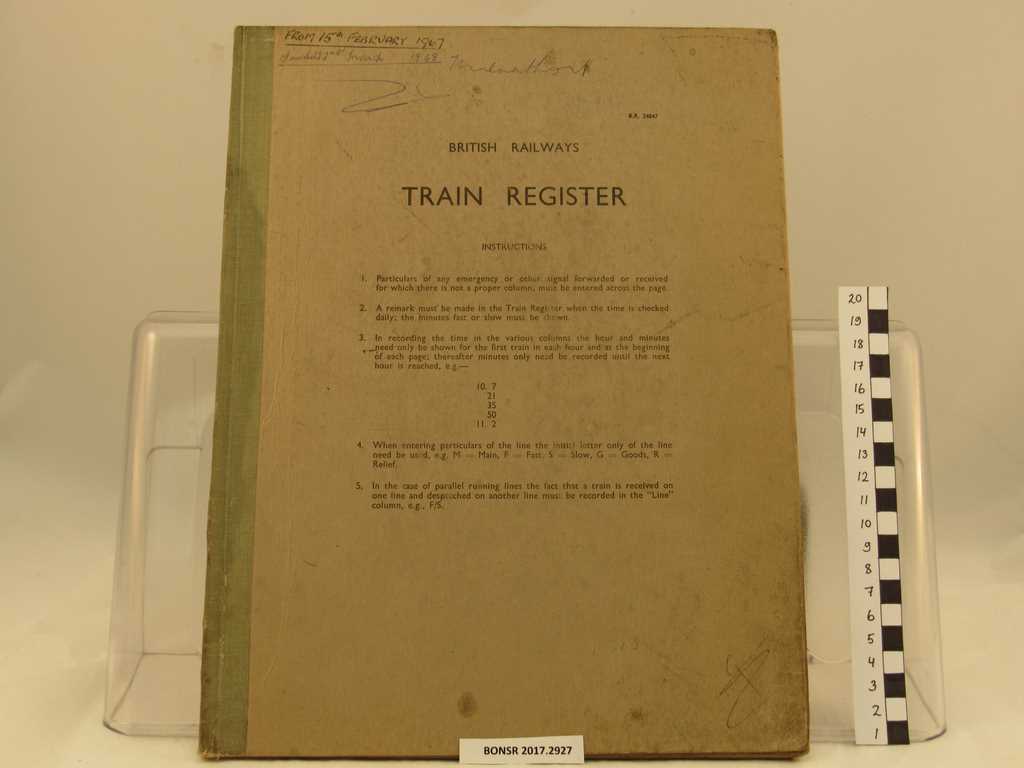 FROM 15th FEBRUARY 1967
1968
B.R. 24847
BRITISH RAILWAYS
TRAIN REGISTER
INSTRUCTIONS
1. Particulars of any emergency or other signal forwarded or received
for which there is not a proper column, must be entered across the page.
2. A remark must be made in the Train Register when the time is checked
daily; the minutes fast or slow must be shown.
3. In recording the time in the various columns the hour and minutes
need only be shown for the first train in each hour and at the beginning
of each page; thereafter minutes only need be recorded until the next
hour is reached, e.g.—
10. 7
21
35
50
11. 2
4. When entering particulars of the line the initial letter only of the line
need be used, e.g. M = Main, F = Fast, S = Slow, G = Goods, R =
Relief.
5. In the case of parallel running lines the fact that a train is received on
one line and despatched on another line must be recorded in the "Line"
column, e.g., F/S.
BONSR 2017.2927
20
19
18
17
16
15
14
13
12
11
10
9
8
7
6
5
4
3
2
1